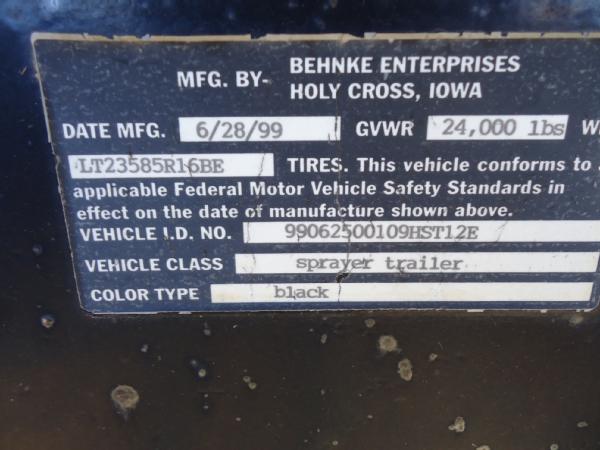 MFG. BY- BEHNKE ENTERPRISES
HOLY CROSS, IOWA
DATE MFG. 6/28/99 GVWR 24,000 lbs
LT23585R16BE TIRES. This vehicle conforms to
applicable Federal Motor Vehicle Safety Standards in
effect on the date of manufacture shown above.
VEHICLE I.D. NO. 99062500109HST12E
VEHICLE CLASS sprayer trailer
COLOR TYPE black